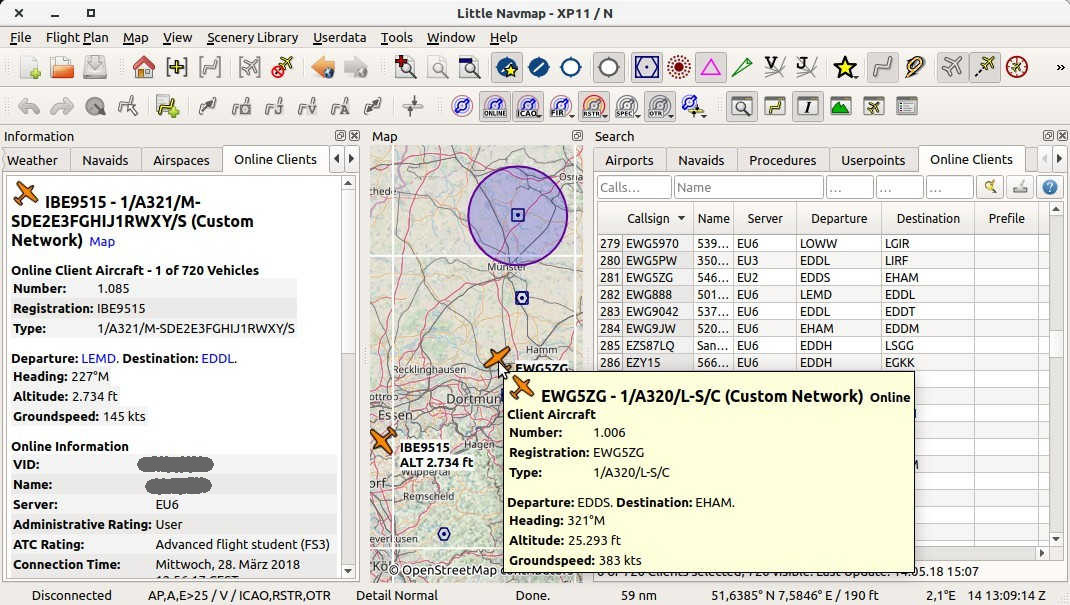 Little Navmap - XP11 / N
File Flight Plan Map View Scenery Library Userdata Tools Window Help
ONLINE ICAO FIR RSTR SPEC OTR
Information
Weather Navaids Airspaces Online Clients
IBE9515 - 1/A321/M-
SDE2E3FGHIJ1RWXY/S (Custom
Network) Map
Online Client Aircraft - 1 of 720 Vehicles
Number: 1.085
Registration: IBE9515
Type: 1/A321/M-SDE2E3FGHIJ1RWXY/S
Departure: LEMD. Destination: EDDL.
Heading: 227°M
Altitude: 2.734 ft
Groundspeed: 145 kts
Online Information
VID:
Name:
Server: EU6
Administrative Rating: User
ATC Rating: Advanced flight student (FS3)
Connection Time: Mittwoch, 28. März 2018
Map
Munster
Hamm
EWG5ZG
Recklinghausen
Dortmun
Essen
Hagen
IBE9515
ALT 2.734 ft
Wuppertal
Remscheid
© OpenStreetMap
Search
Airports Navaids Procedures Userpoints Online Clients
Calls... Name ... ... ...
Callsign Name Server Departure Destination Prefile
279 EWG5970 539... EU6 LOWW LGIR
280 EWG5PW 350... EU3 EDDL LIRF
281 EWG5ZG 546... EU2 EDDS EHAM
282 EWG888 501... EU6 LEMD EDDL
283 EWG9042 537... EU6 EDDL EDDT
284 EWG9JW 520... EU6 EHAM EDDM
285 EZS87LQ San... EU6 EDDH LSGG
286 EZY15 566... EU6 EDDH EGKK
EWG5ZG - 1/A320/L-S/C (Custom Network) Online
Client Aircraft
Number: 1.006
Registration: EWG5ZG
Type: 1/A320/L-S/C
Departure: EDDS. Destination: EHAM.
Heading: 321°M
Altitude: 25.293 ft
Groundspeed: 383 kts
0 of 720 Clients selected, 720 visible. Last Update: 14.05.18 15:07
Disconnected AP,A,E>25 / V / ICAO,RSTR,OTR Detail Normal Done. 59 nm 51,6385° N 7,5846° E / 190 ft 2,1°E 14 13:09:14 Z